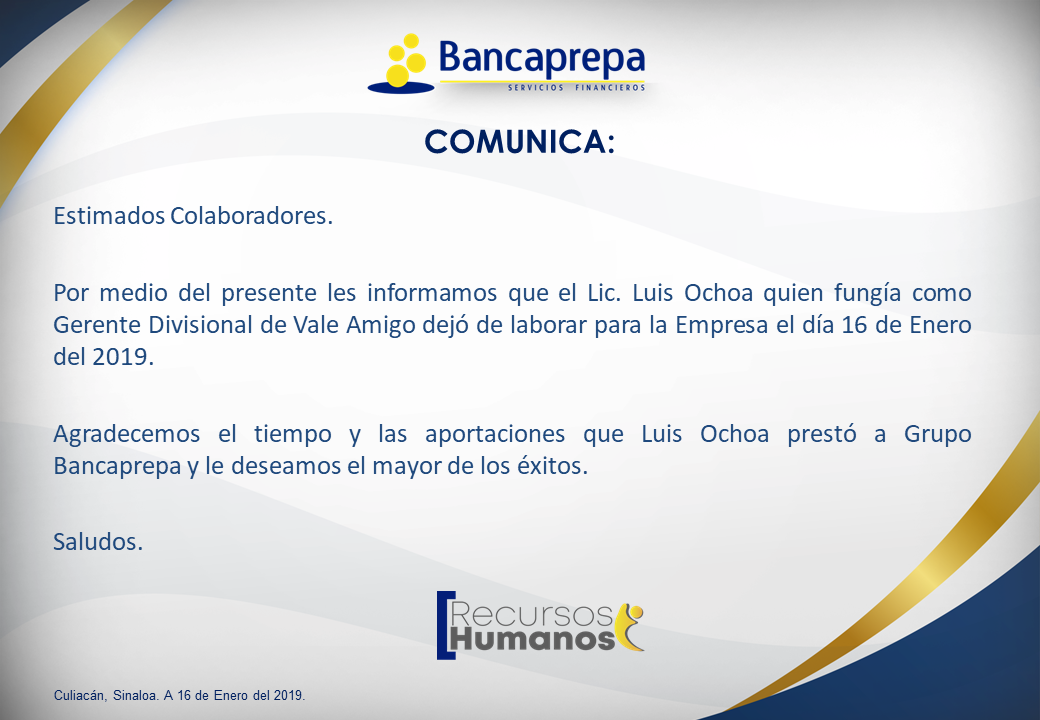 Bancaprepa
SERVICIOS FINANCIEROS
COMUNICA:
Estimados Colaboradores.
Por medio del presente les informamos que el Lic. Luis Ochoa quien fungía como
Gerente Divisional de Vale Amigo dejó de laborar para la Empresa el día 16 de Enero
del 2019.
Agradecemos el tiempo y las aportaciones que Luis Ochoa prestó a Grupo
Bancaprepa y le deseamos el mayor de los éxitos.
Saludos.
Recursos
Humanos
Culiacán, Sinaloa. A 16 de Enero del 2019.